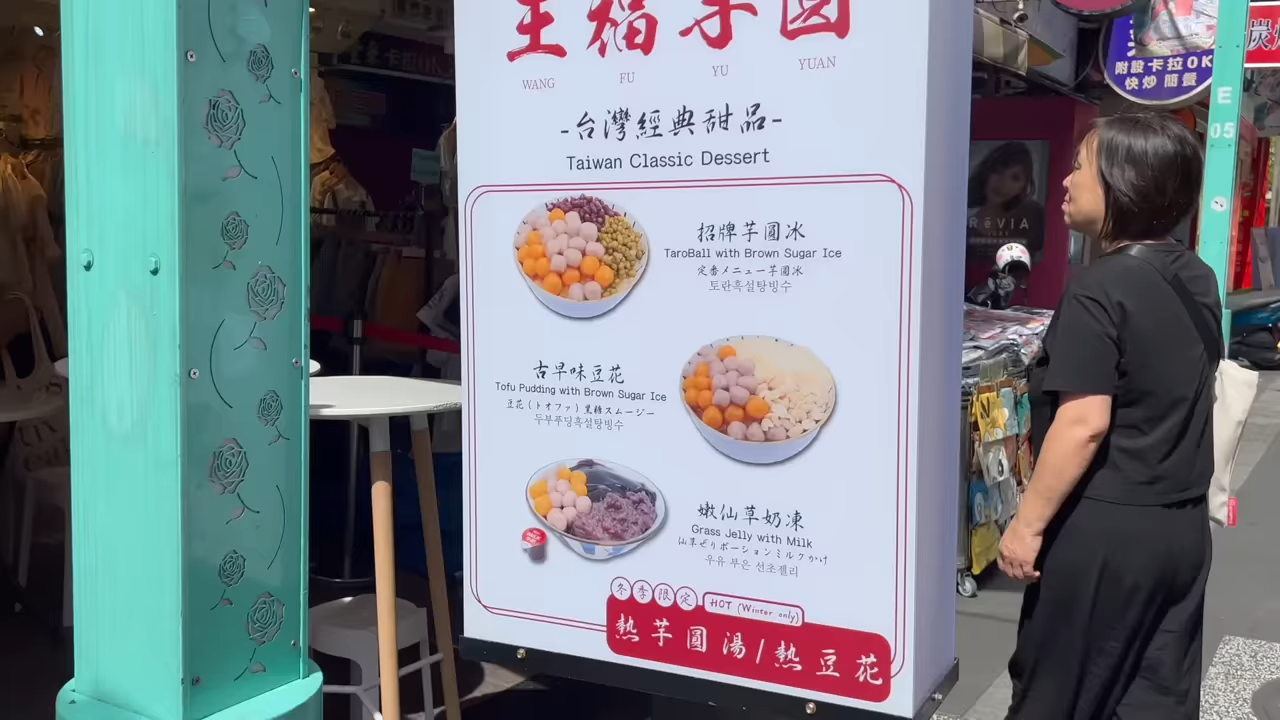 王福芋圓
WANG FU YU YUAN
-台灣經典甜品-
Taiwan Classic Dessert
招牌芋圓冰
TaroBall with Brown Sugar Ice
定番メニュー芋圓冰
토란흑설탕빙수
古早味豆花
Tofu Pudding with Brown Sugar Ice
豆花(トオファ)黒糖スムージー
두부푸딩흑설탕빙수
嫩仙草奶凍
Grass Jelly with Milk
仙草ゼリポーションミルクかけ
우유 부은 선초젤리
冬季限定 HOT (Winter only)
熱芋圓湯/熱豆花
附設卡拉OK
快炒 簡餐
炭
E
05
RēVIA